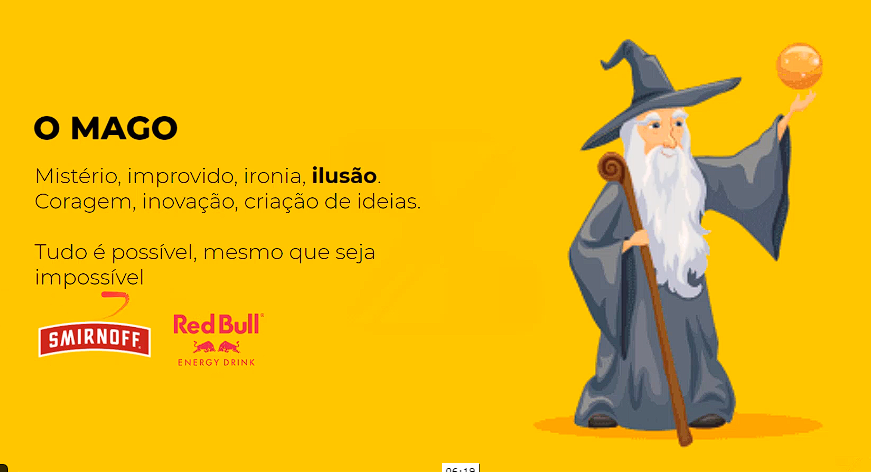 O MAGO
Mistério, improvido, ironia, ilusão.
Coragem, inovação, criação de ideias.
Tudo é possível, mesmo que seja
impossível
SMIRNOFF
Red Bull
ENERGY DRINK